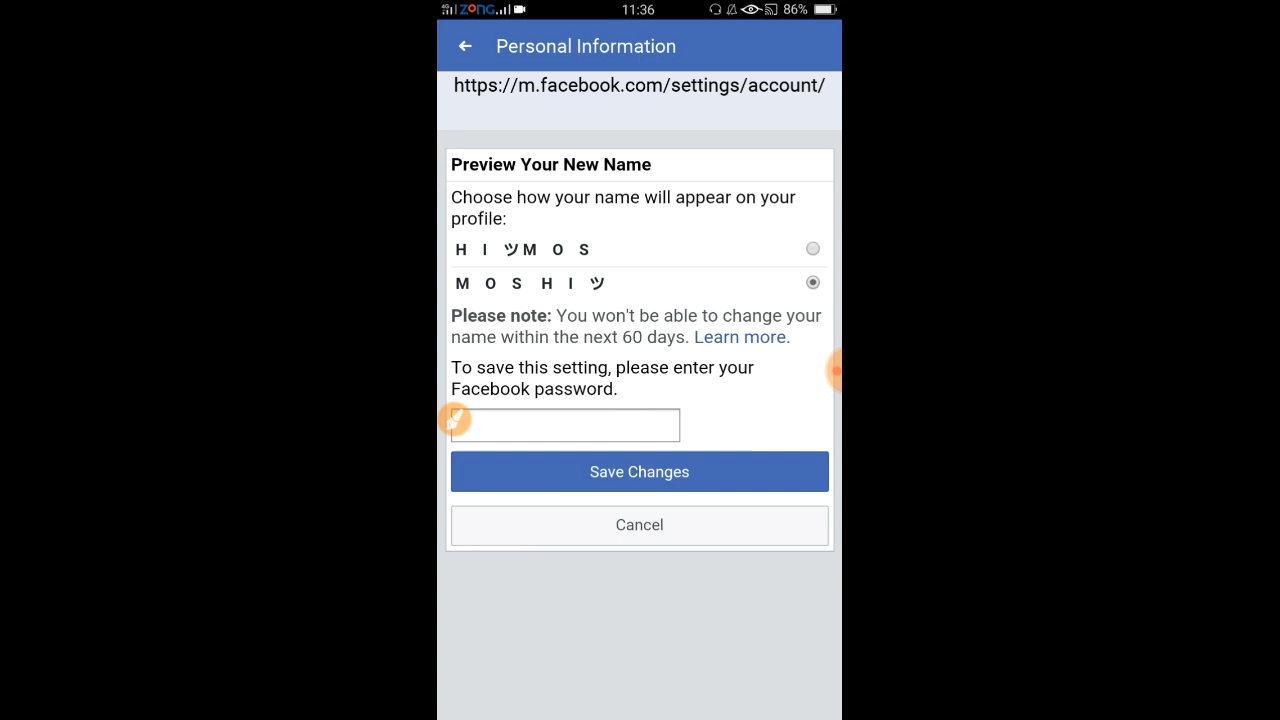 4G ZONG 11:36 86%
Personal Information
https://m.facebook.com/settings/account/
Preview Your New Name
Choose how your name will appear on your
profile:
H I ツM O S
M O S H I ツ
Please note: You won't be able to change your
name within the next 60 days. Learn more.
To save this setting, please enter your
Facebook password.
Save Changes
Cancel